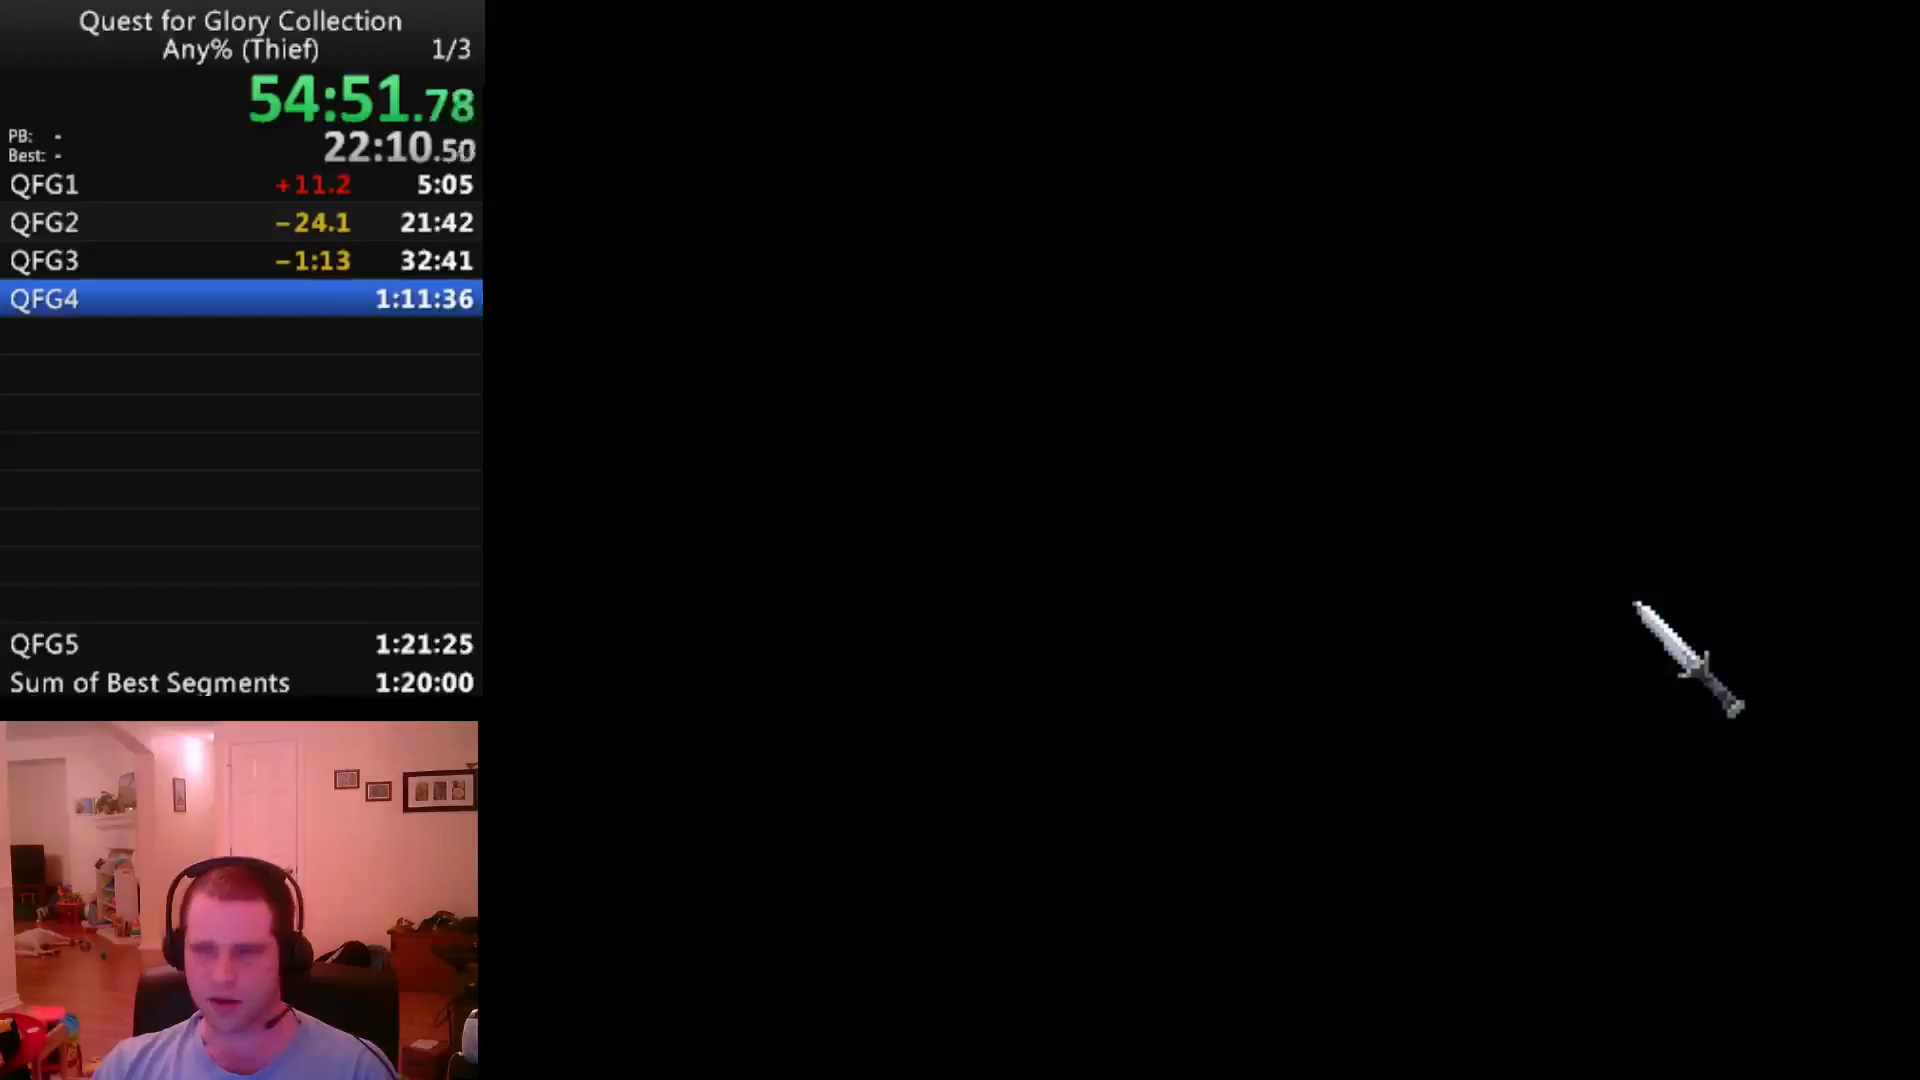 Quest for Glory Collection
Any% (Thief) 1/3
54:51.78
PB: - 22:10.50
Best: -
QFG1 +11.2 5:05
QFG2 −24.1 21:42
QFG3 −1:13 32:41
QFG4 1:11:36
QFG5 1:21:25
Sum of Best Segments 1:20:00